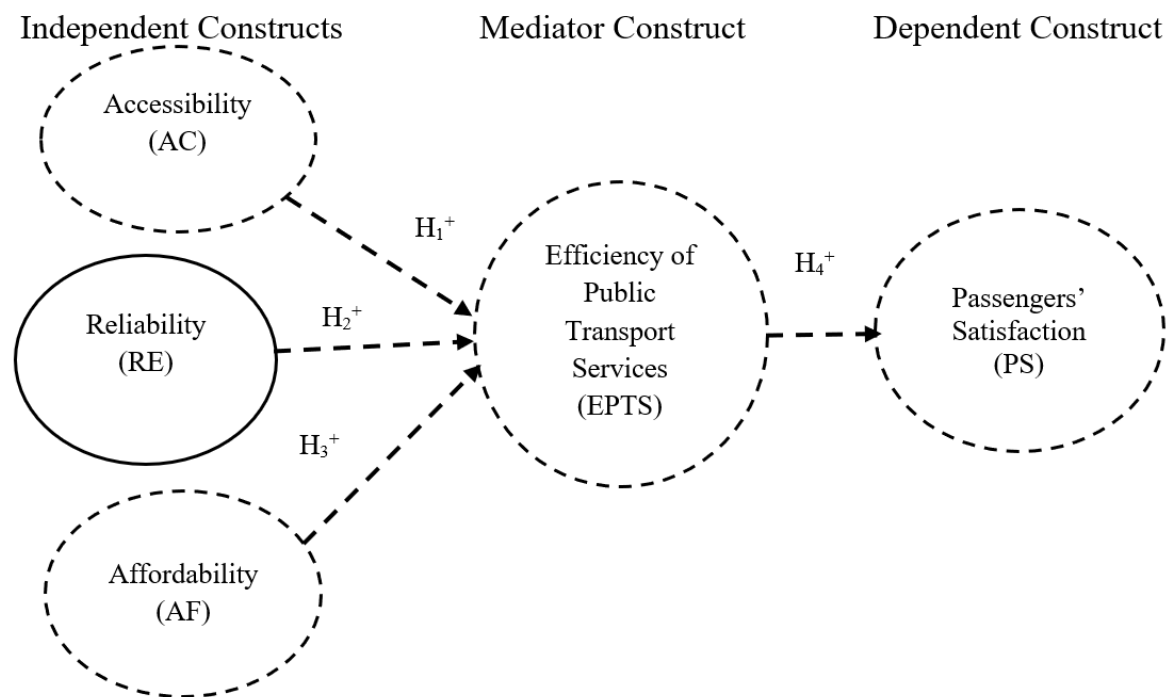 Independent Constructs
Mediator Construct
Dependent Construct
Accessibility
(AC)
H₁⁺
Reliability
(RE)
H₂⁺
H₃⁺
Affordability
(AF)
Efficiency of
Public
Transport
Services
(EPTS)
H₄⁺
Passengers’
Satisfaction
(PS)